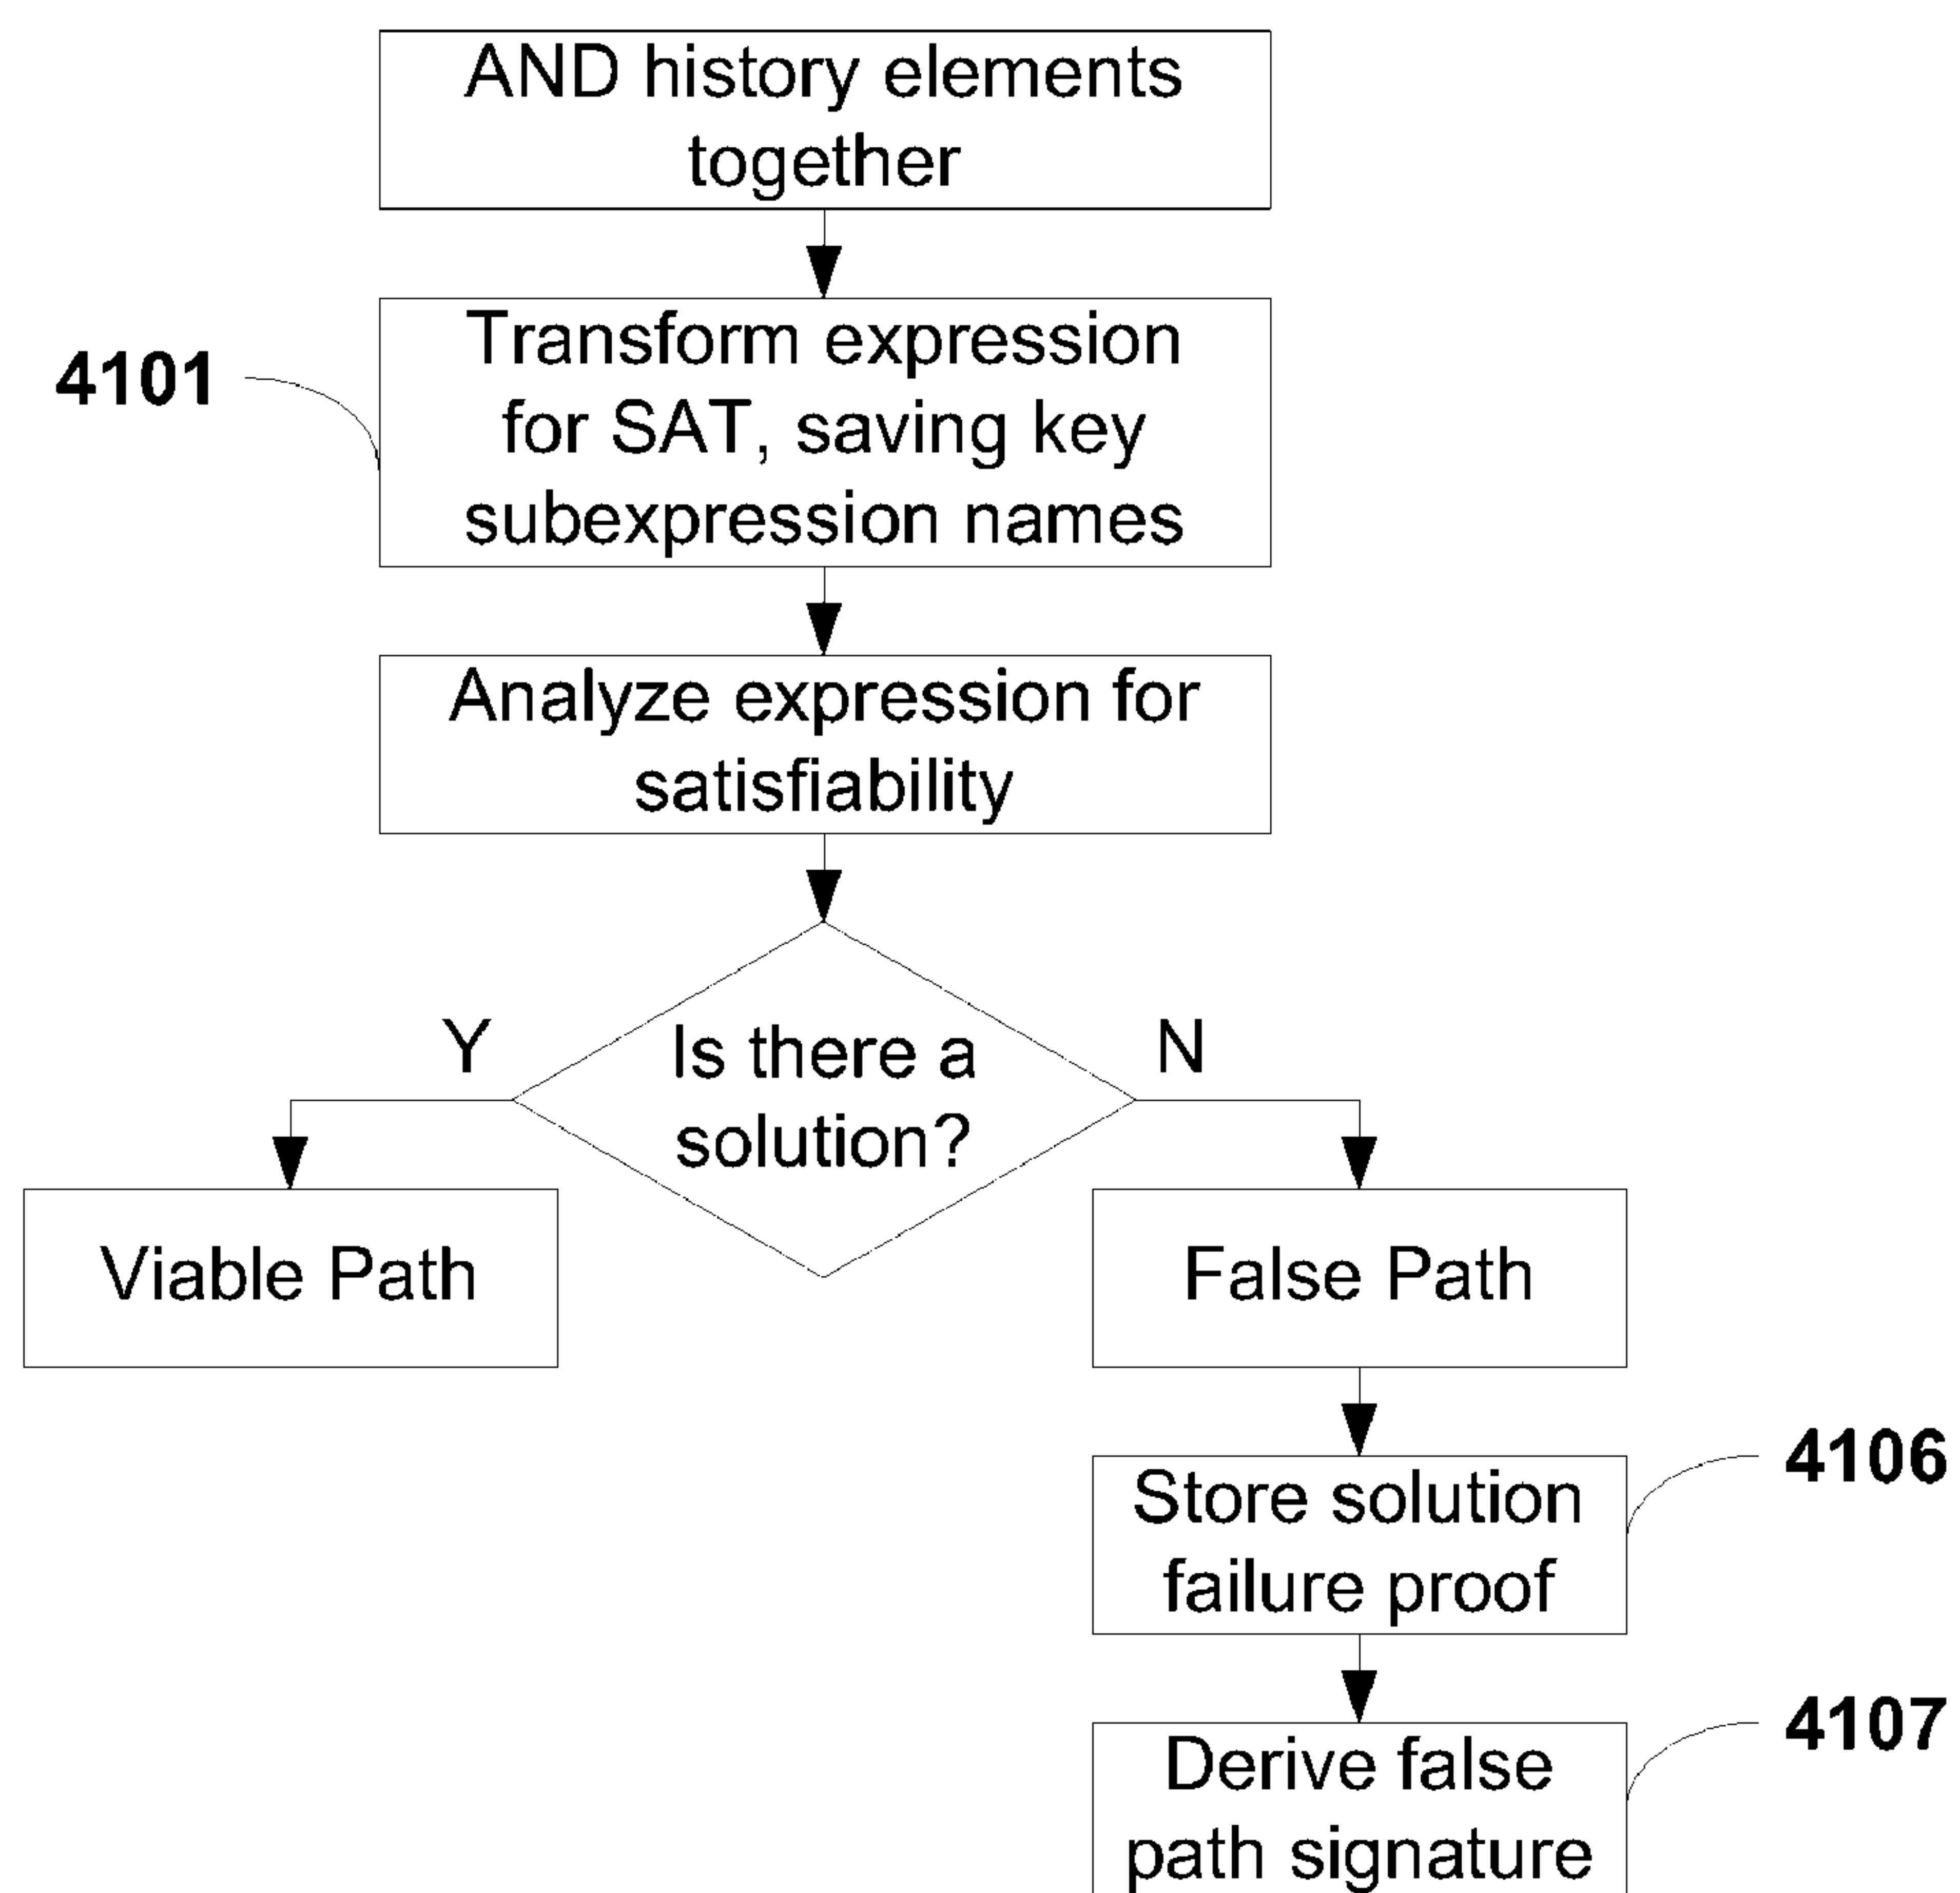 AND history elements
together
4101
Transform expression
for SAT, saving key
subexpression names
Analyze expression for
satisfiability
Y
N
Is there a
solution?
Viable Path
False Path
4106
Store solution
failure proof
4107
Derive false
path signature